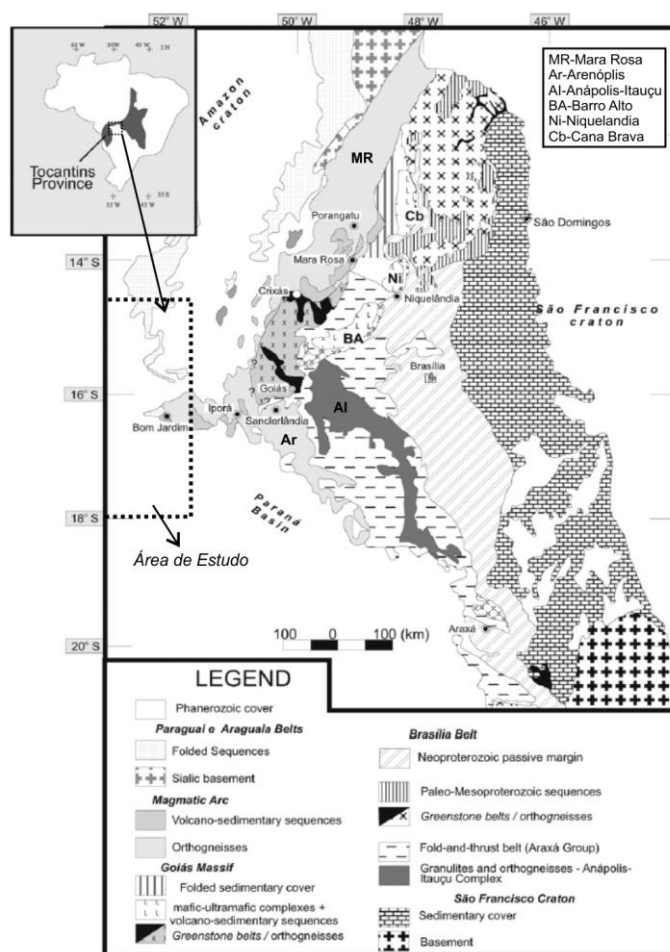 52° W
50° W
48° W
46° W
MR-Mara Rosa
Ar-Arenóplis
AI-Anápolis-Itauçu
BA-Barro Alto
Ni-Niquelandia
Cb-Cana Brava
Tocantins
Province
Amazon
craton
MR
Cb
Porangatu
São Domingos
Mara Rosa
14° S
Ni
Crixás
Niquelândia
São Francisco
craton
BA
Brasília
16° S
Goiás
AI
Iporá
Bom Jardim
Sanclerlândia
Ar
Paraná
Basin
18° S
Área de Estudo
Araxá
100 0 100 (km)
20° S
LEGEND
Phanerozoic cover
Paraguai e Araguala Belts
Folded Sequences
Sialic basement
Magmatic Arc
Volcano-sedimentary sequences
Orthogneisses
Goiás Massif
Folded sedimentary cover
mafic-ultramafic complexes +
volcano-sedimentary sequences
Greenstone belts / orthogneisses
Brasília Belt
Neoproterozoic passive margin
Paleo-Mesoproterozoic sequences
Greenstone belts / orthogneisses
Fold-and-thrust belt (Araxá Group)
Granulites and orthogneisses - Anápolis-
Itauçu Complex
São Francisco Craton
Sedimentary cover
Basement